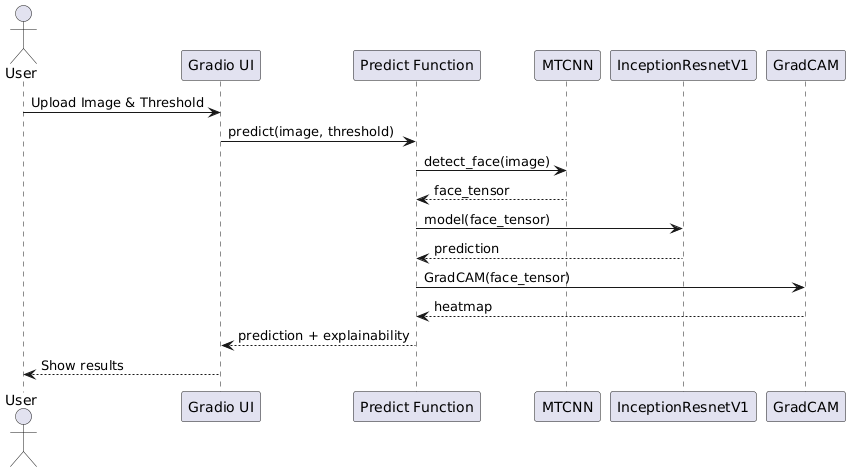 User
Gradio UI
Predict Function
MTCNN
InceptionResnetV1
GradCAM
Upload Image & Threshold
predict(image, threshold)
detect_face(image)
face_tensor
model(face_tensor)
prediction
GradCAM(face_tensor)
heatmap
prediction + explainability
Show results
User
Gradio UI
Predict Function
MTCNN
InceptionResnetV1
GradCAM